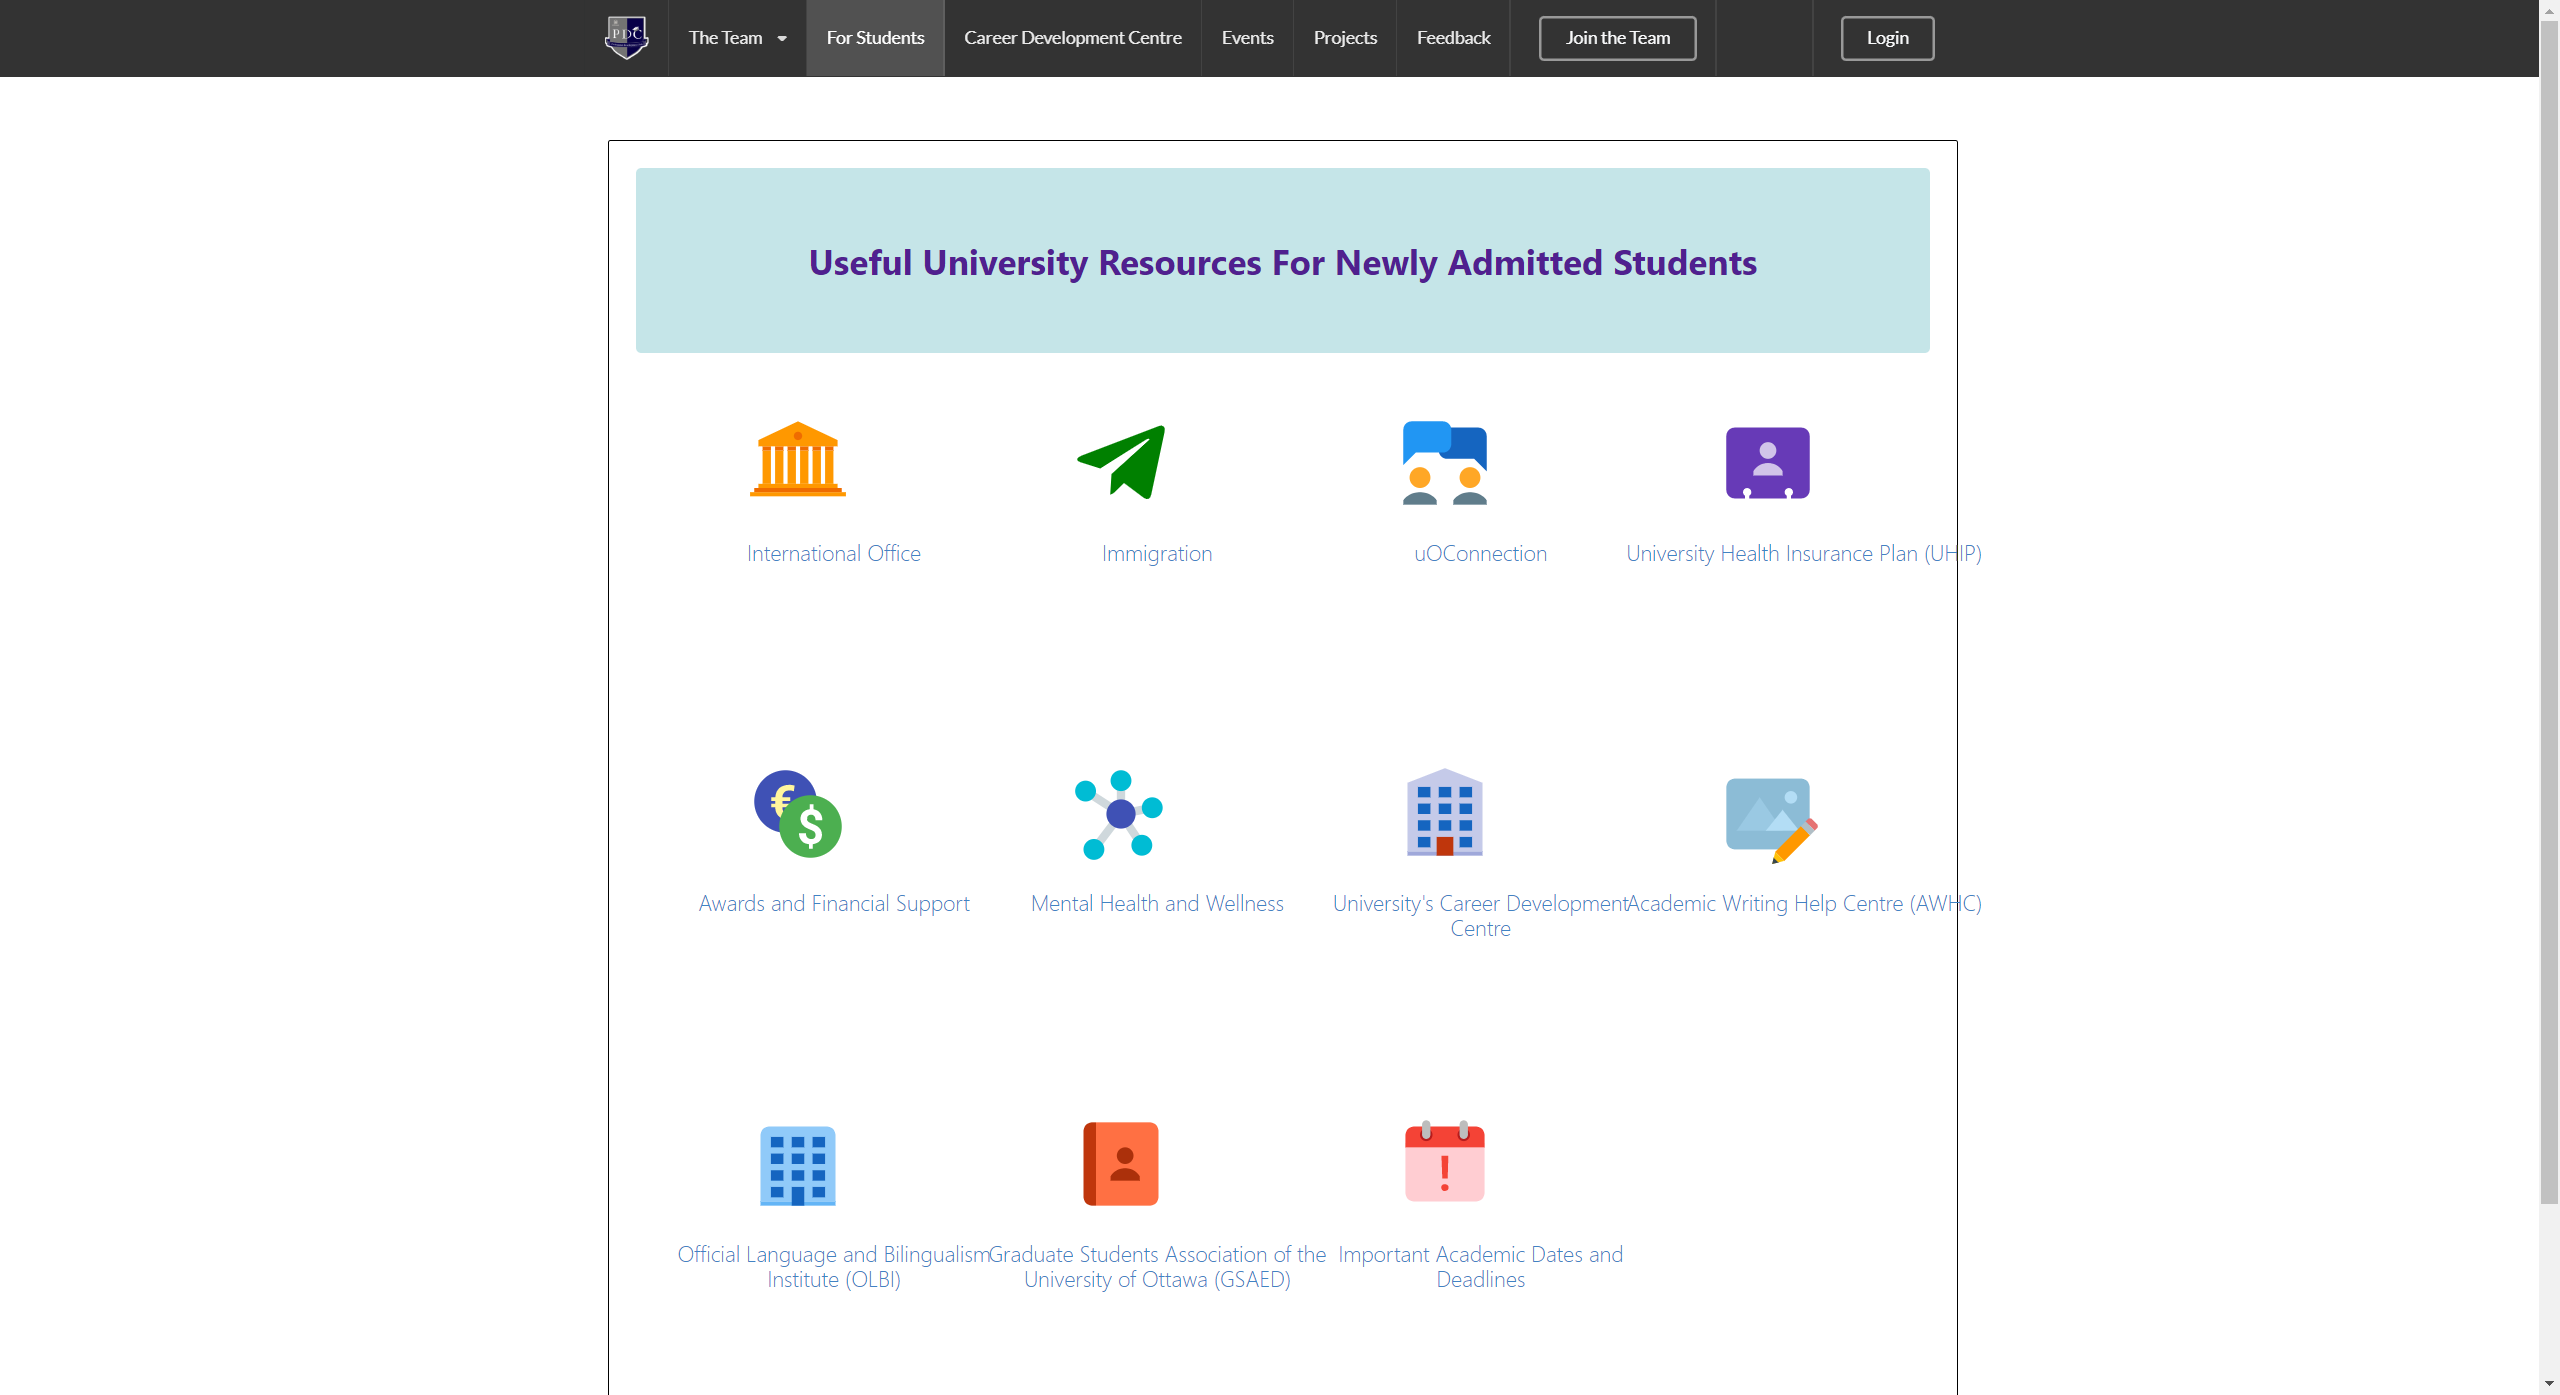 PDC
The Team
For Students
Career Development Centre
Events
Projects
Feedback
Join the Team
Login
Useful University Resources For Newly Admitted Students
International Office
Immigration
uOConnection
University Health Insurance Plan (UHIP)
€
$
Awards and Financial Support
Mental Health and Wellness
University's Career Development
Centre
Academic Writing Help Centre (AWHC)
Official Language and Bilingualism
Institute (OLBI)
Graduate Students Association of the
University of Ottawa (GSAED)
!
Important Academic Dates and
Deadlines